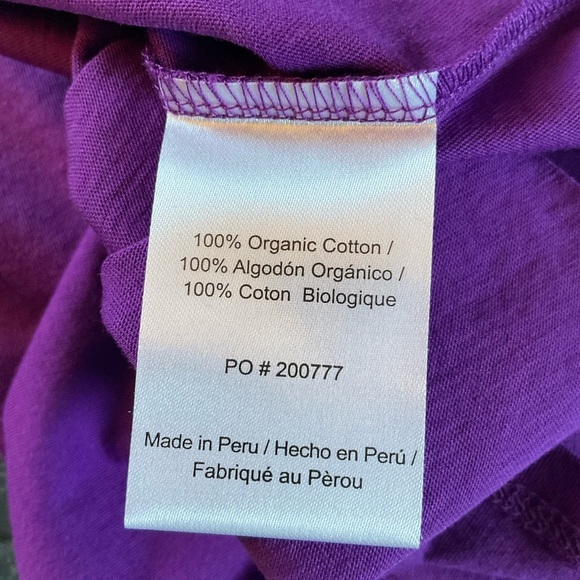 100% Organic Cotton /
100% Algodón Orgánico /
100% Coton Biologique
PO # 200777
Made in Peru / Hecho en Perú /
Fabriqué au Pèrou